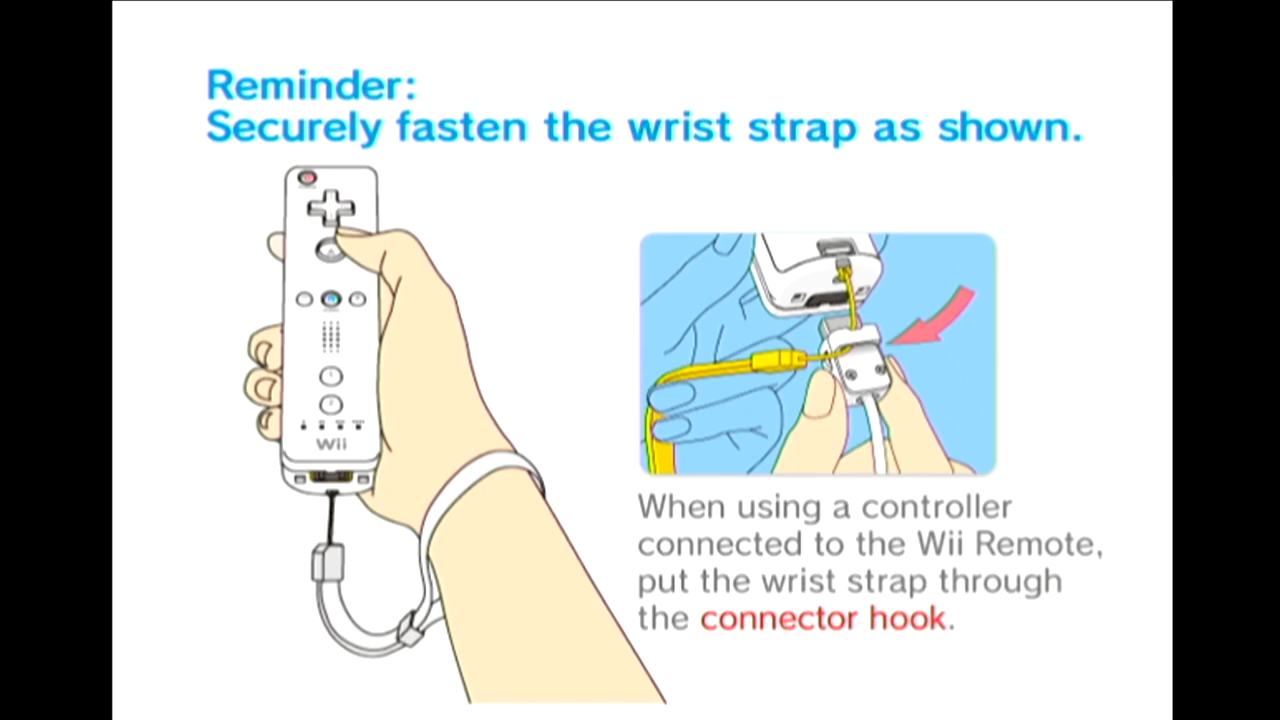 Reminder:
Securely fasten the wrist strap as shown.
Wii
When using a controller
connected to the Wii Remote,
put the wrist strap through
the connector hook.